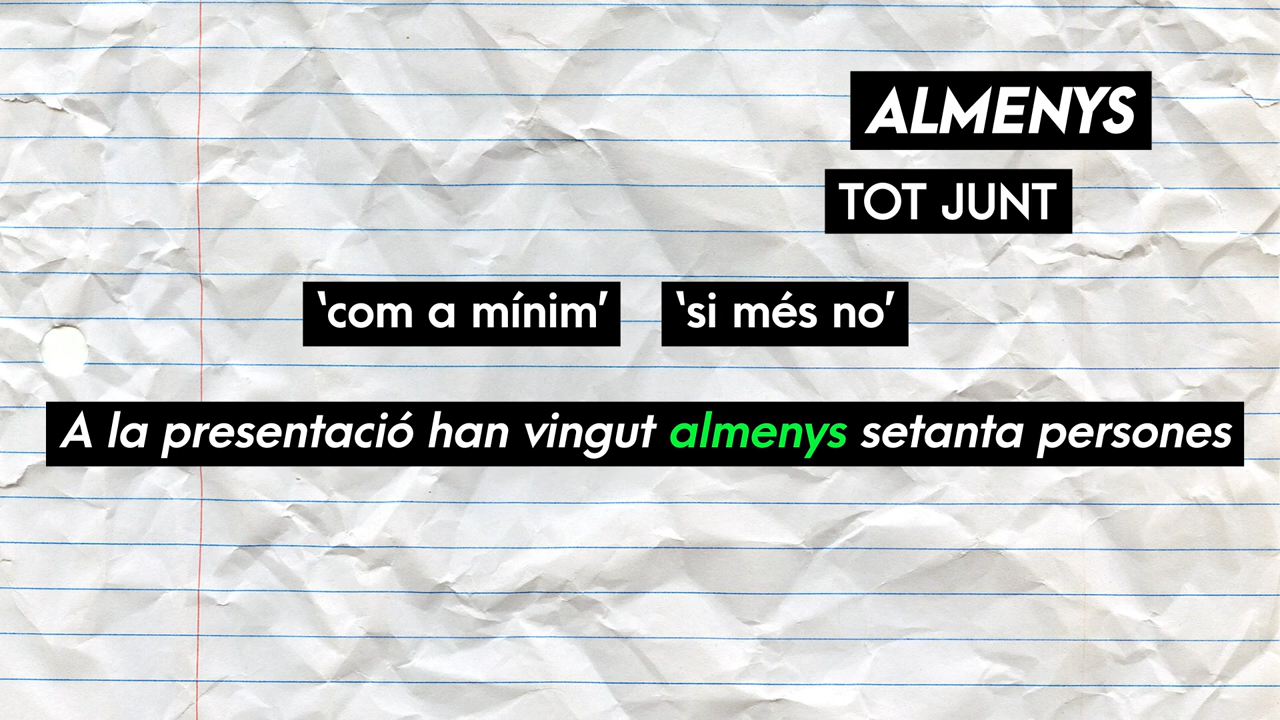 ALMENYS
TOT JUNT
‘com a mínim’ ‘si més no’
A la presentació han vingut almenys setanta persones